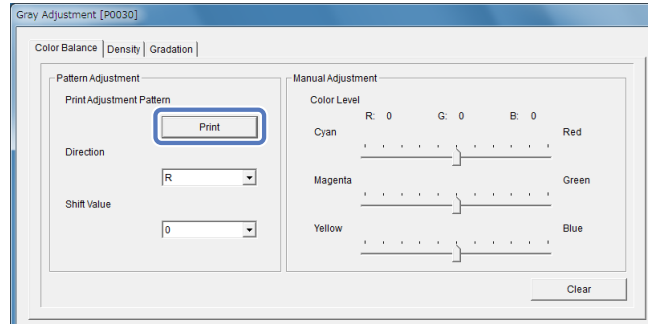 Gray Adjustment [P0030]
Color Balance Density Gradation
Pattern Adjustment
Print Adjustment Pattern
Print
Direction
R
Shift Value
0
Manual Adjustment
Color Level
R: 0 G: 0 B: 0
Cyan Red
Magenta Green
Yellow Blue
Clear